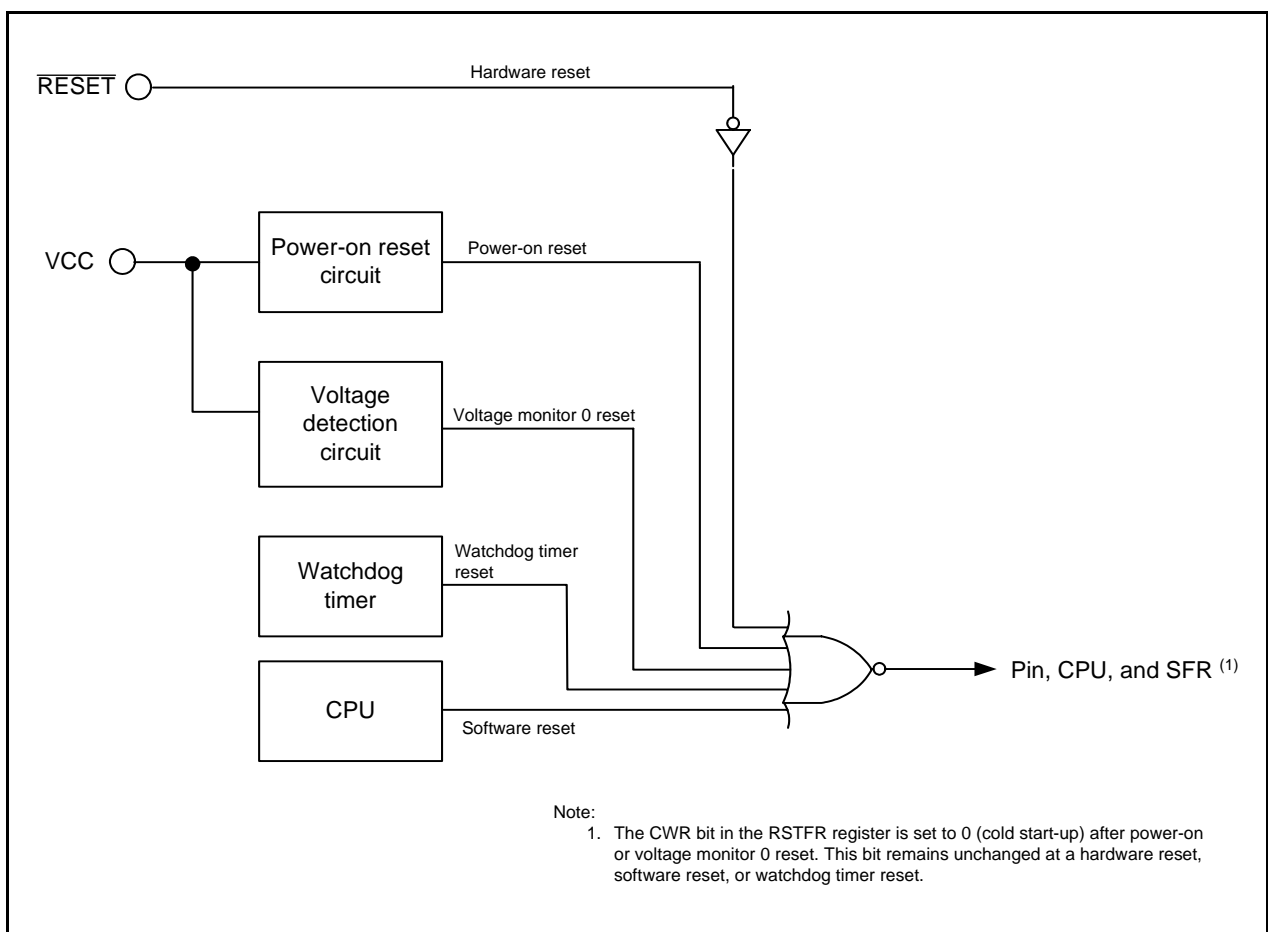 Hardware reset
RESET
Power-on reset
circuit
Power-on reset
VCC
Voltage
detection
circuit
Voltage monitor 0 reset
Watchdog timer
reset
Watchdog
timer
Pin, CPU, and SFR (1)
CPU
Software reset
Note:
1. The CWR bit in the RSTFR register is set to 0 (cold start-up) after power-on
or voltage monitor 0 reset. This bit remains unchanged at a hardware reset,
software reset, or watchdog timer reset.